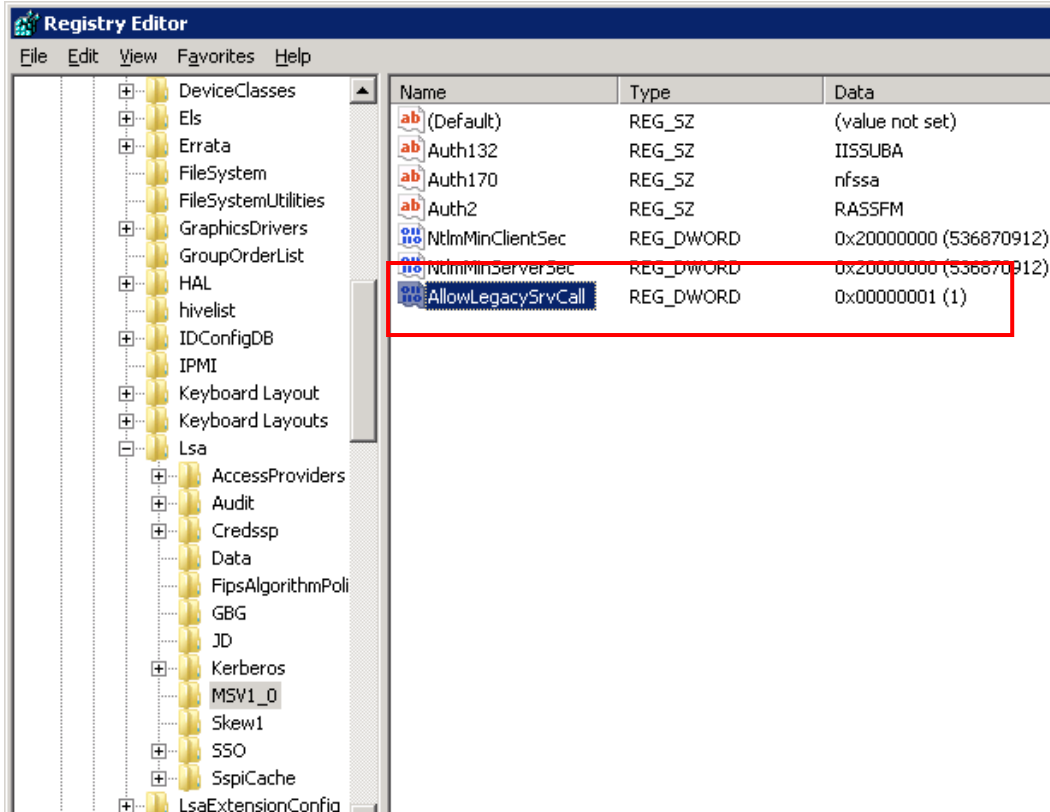 Registry Editor
File Edit View Favorites Help
DeviceClasses
Els
Errata
FileSystem
FileSystemUtilities
GraphicsDrivers
GroupOrderList
HAL
hivelist
IDConfigDB
IPMI
Keyboard Layout
Keyboard Layouts
Lsa
AccessProviders
Audit
Credssp
Data
FipsAlgorithmPoli
GBG
JD
Kerberos
MSV1_0
Skew1
SSO
SspiCache
LsaExtensionConfig
Name Type Data
(Default) REG_SZ (value not set)
Auth132 REG_SZ IISSUBA
Auth170 REG_SZ nfssa
Auth2 REG_SZ RASSFM
NtlmMinClientSec REG_DWORD 0x20000000 (536870912)
NtlmMinServerSec REG_DWORD 0x20000000 (536870912)
AllowLegacySrvCall REG_DWORD 0x00000001 (1)